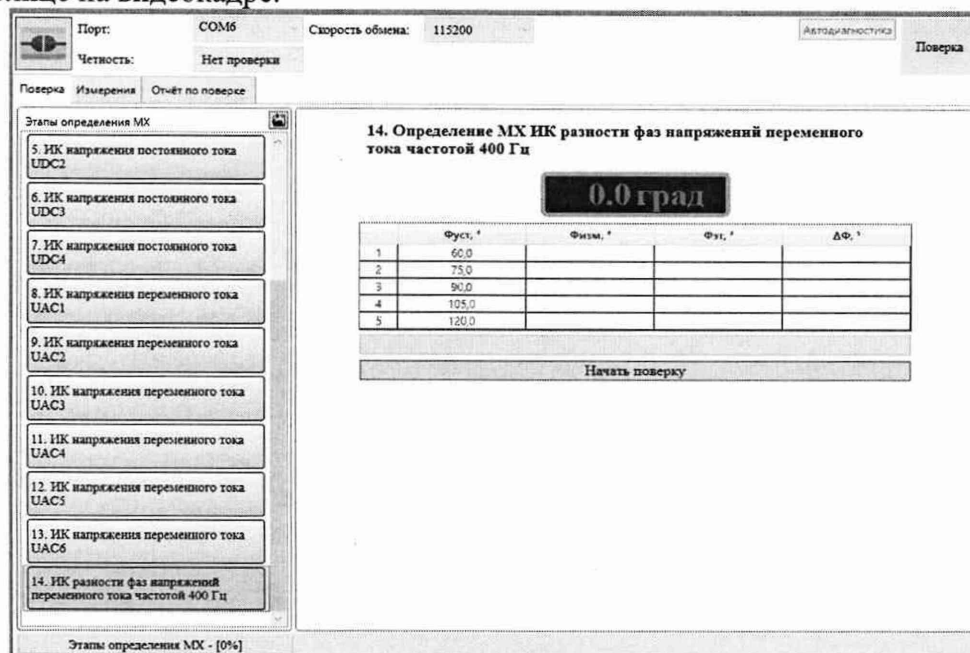 на видеокадре.
Порт: COM6 Скорость обмена: 115200 Автодиагностика
Поверка
Четность: Нет проверки
Поверка Измерения Отчёт по поверке
Этапы определения МХ
5. ИК напряжения постоянного тока
UDC2
6. ИК напряжения постоянного тока
UDC3
7. ИК напряжения постоянного тока
UDC4
8. ИК напряжения переменного тока
UAC1
9. ИК напряжения переменного тока
UAC2
10. ИК напряжения переменного тока
UAC3
11. ИК напряжения переменного тока
UAC4
12. ИК напряжения переменного тока
UAC5
13. ИК напряжения переменного тока
UAC6
14. ИК разности фаз напряжений
переменного тока частотой 400 Гц
Этапы определения МХ - [0%]
14. Определение МХ ИК разности фаз напряжений переменного
тока частотой 400 Гц
0.0 град
Φуст, ° Φизм, ° Φэт, ° ΔΦ, °
1 60,0
2 75,0
3 90,0
4 105,0
5 120,0
Начать поверку